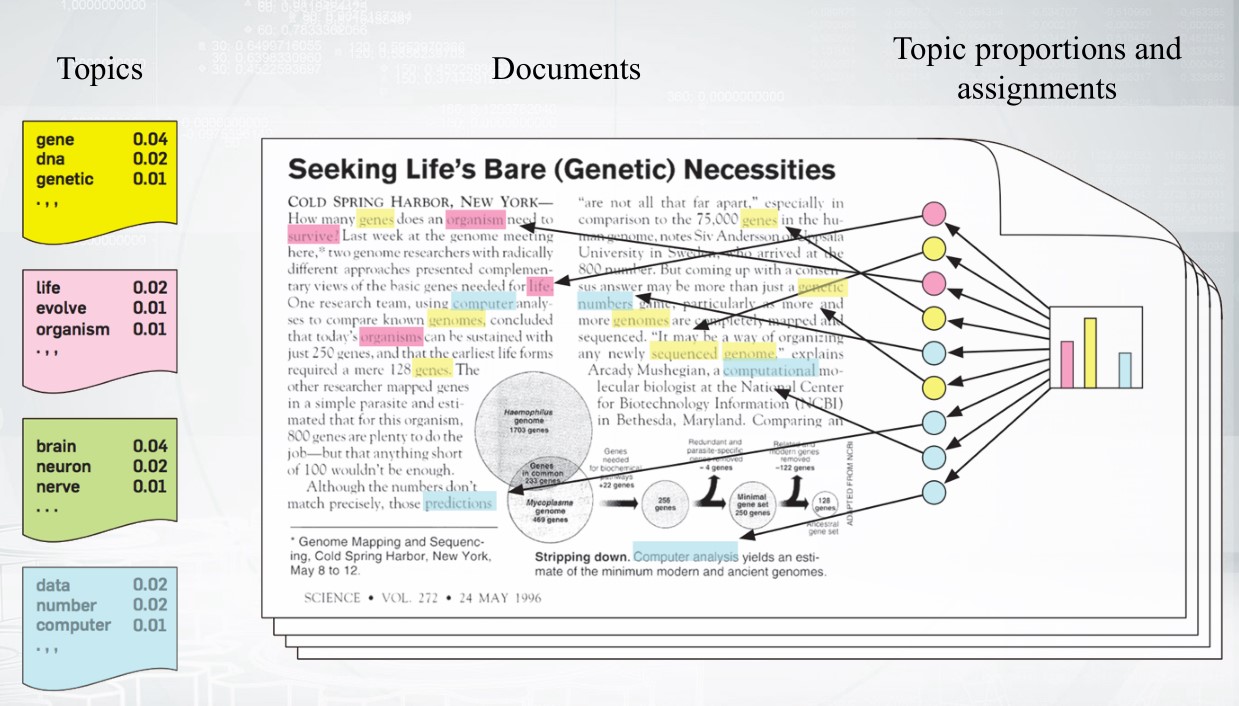 Topics
Documents
Topic proportions and
assignments
gene 0.04
dna 0.02
genetic 0.01
. , ,
life 0.02
evolve 0.01
organism 0.01
. , ,
brain 0.04
neuron 0.02
nerve 0.01
...
data 0.02
number 0.02
computer 0.01
. , ,
Seeking Life's Bare (Genetic) Necessities
COLD SPRING HARBOR, NEW YORK—
How many genes does an organism need to
survive? Last week at the genome meeting
here,* two genome researchers with radically
different approaches presented complemen-
tary views of the basic genes needed for life.
One research team, using computer analy-
ses to compare known genomes, concluded
that today's organisms can be sustained with
just 250 genes, and that the earliest life forms
required a mere 128 genes. The
other researcher mapped genes
in a simple parasite and esti-
mated that for this organism,
800 genes are plenty to do the
job—but that anything short
of 100 wouldn't be enough.
Although the numbers don't
match precisely, those predictions
* Genome Mapping and Sequenc-
ing, Cold Spring Harbor, New York,
May 8 to 12.
"are not all that far apart," especially in
comparison to the 75,000 genes in the hu-
man genome, notes Siv Andersson of Uppsala
University in Sweden, who arrived at the
800 number. But coming up with a consen-
sus answer may be more than just a genetic
numbers game, particularly as more and
more genomes are completely mapped and
sequenced. "It may be a way of organizing
any newly sequenced genome," explains
Arcady Mushegian, a computational mo-
lecular biologist at the National Center
for Biotechnology Information (NCBI)
in Bethesda, Maryland. Comparing an
Haemophilus
genome
1703 genes
Genes
in common
233 genes
Mycoplasma
genome
469 genes
Genes
needed
for biochemical
pathways
+22 genes
256
genes
Redundant and
parasite-specific
genes removed
– 4 genes
Minimal
gene set
250 genes
Related and
modern genes
removed
–122 genes
128
genes
Ancestral
gene set
ADAPTED FROM NCBI
Stripping down. Computer analysis yields an esti-
mate of the minimum modern and ancient genomes.
SCIENCE • VOL. 272 • 24 MAY 1996